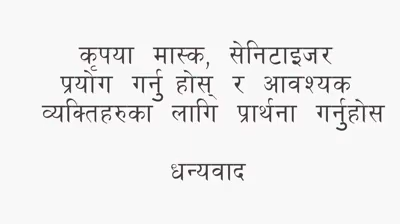 कृपया मास्क, सेनिटाइजर
प्रयोग गर्नु होस् र आवश्यक
व्यक्तिहरुका लागि प्रार्थना गर्नुहोस
धन्यवाद